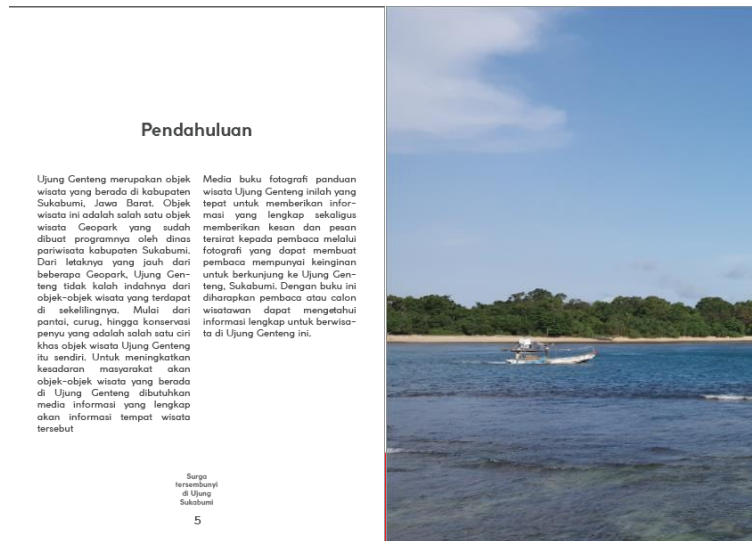 Pendahuluan
Ujung Genteng merupakan objek
wisata yang berada di kabupaten
Sukabumi, Jawa Barat. Objek
wisata ini adalah salah satu objek
wisata Geopark yang sudah
dibuat programnya oleh dinas
pariwisata kabupaten Sukabumi.
Dari letaknya yang jauh dari
beberapa Geopark, Ujung Gen-
teng tidak kalah indahnya dari
objek-objek wisata yang terdapat
di sekelilingnya. Mulai dari
pantai, curug, hingga konservasi
penyu yang adalah salah satu ciri
khas objek wisata Ujung Genteng
itu sendiri. Untuk meningkatkan
kesadaran masyarakat akan
objek-objek wisata yang berada
di Ujung Genteng dibutuhkan
media informasi yang lengkap
akan informasi tempat wisata
tersebut
Media buku fotografi panduan
wisata Ujung Genteng inilah yang
tepat untuk memberikan infor-
masi yang lengkap sekaligus
memberikan kesan dan pesan
tersirat kepada pembaca melalui
fotografi yang dapat membuat
pembaca mempunyai keinginan
untuk berkunjung ke Ujung Gen-
teng, Sukabumi. Dengan buku ini
diharapkan pembaca atau calon
wisatawan dapat mengetahui
informasi lengkap untuk berwisa-
ta di Ujung Genteng ini.
Surga
tersembunyi
di Ujung
Sukabumi
5